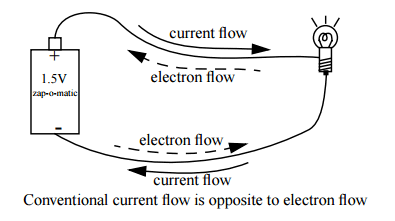 current flow
+
electron flow
1.5V
zap-o-matic
-
electron flow
current flow
Conventional current flow is opposite to electron flow